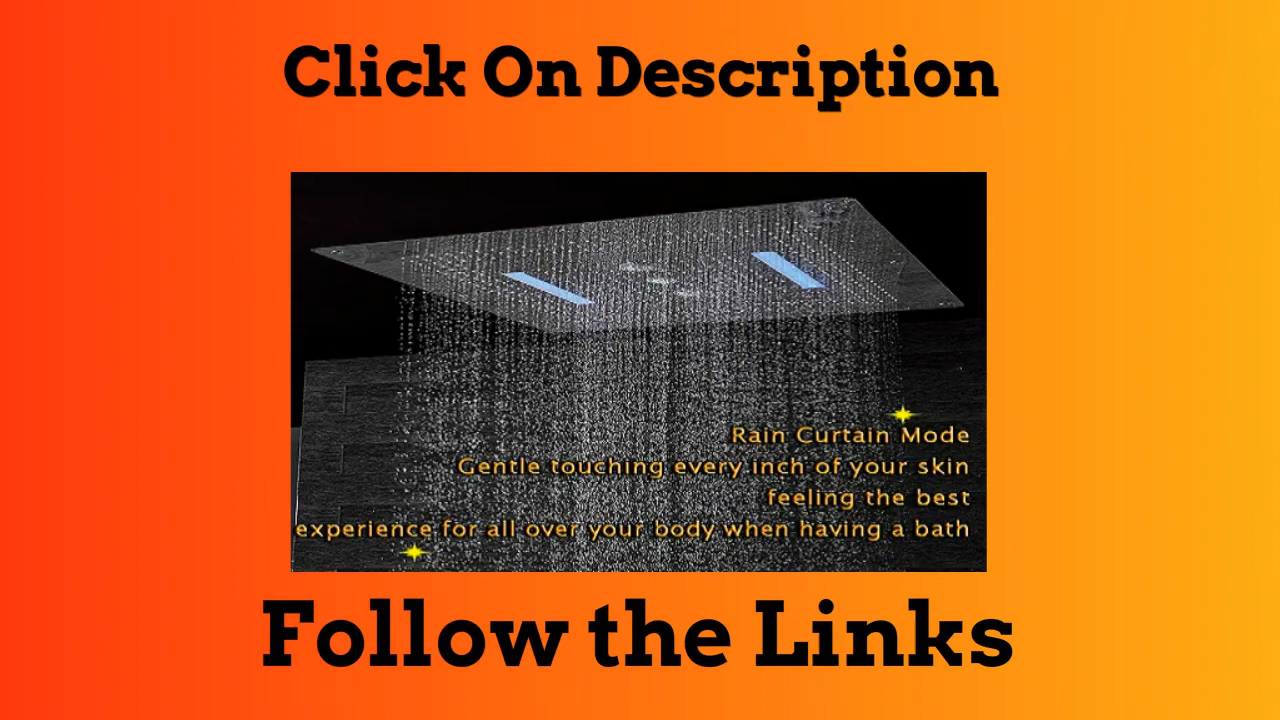 Click On Description
Rain Curtain Mode
Gentle touching every inch of your skin
feeling the best
experience for all over your body when having a bath
Follow the Links